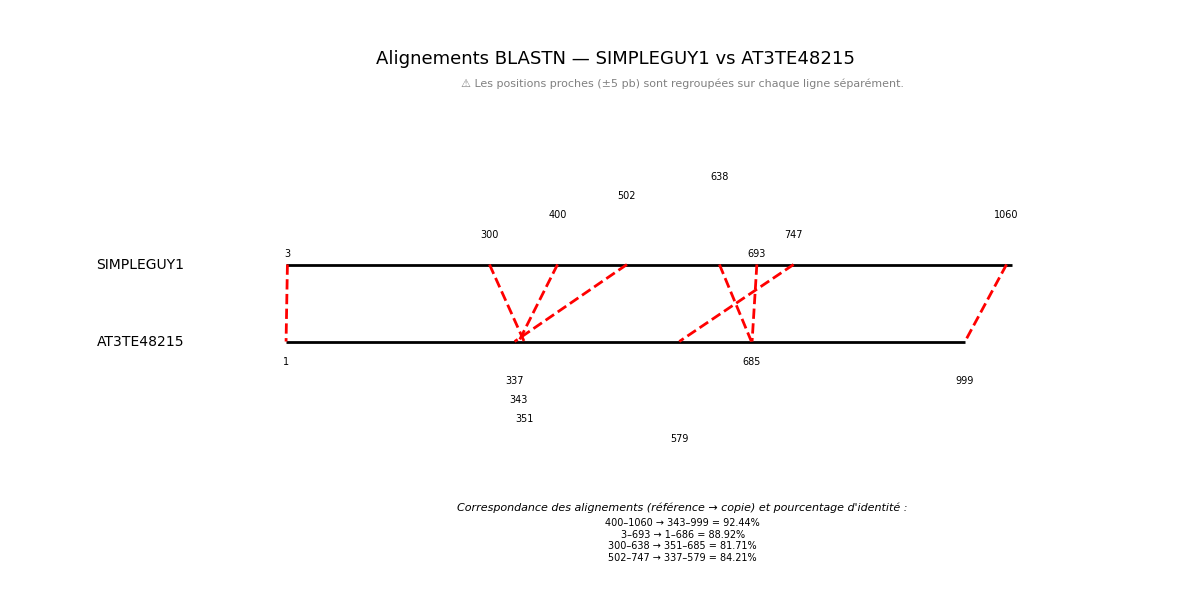 Alignements BLASTN — SIMPLEGUY1 vs AT3TE48215
⚠ Les positions proches (±5 pb) sont regroupées sur chaque ligne séparément.
638
502
400 1060
300 747
3 693
SIMPLEGUY1
AT3TE48215
1 685
337 999
343
351
579
Correspondance des alignements (référence → copie) et pourcentage d'identité :
400–1060 → 343–999 = 92.44%
3–693 → 1–686 = 88.92%
300–638 → 351–685 = 81.71%
502–747 → 337–579 = 84.21%